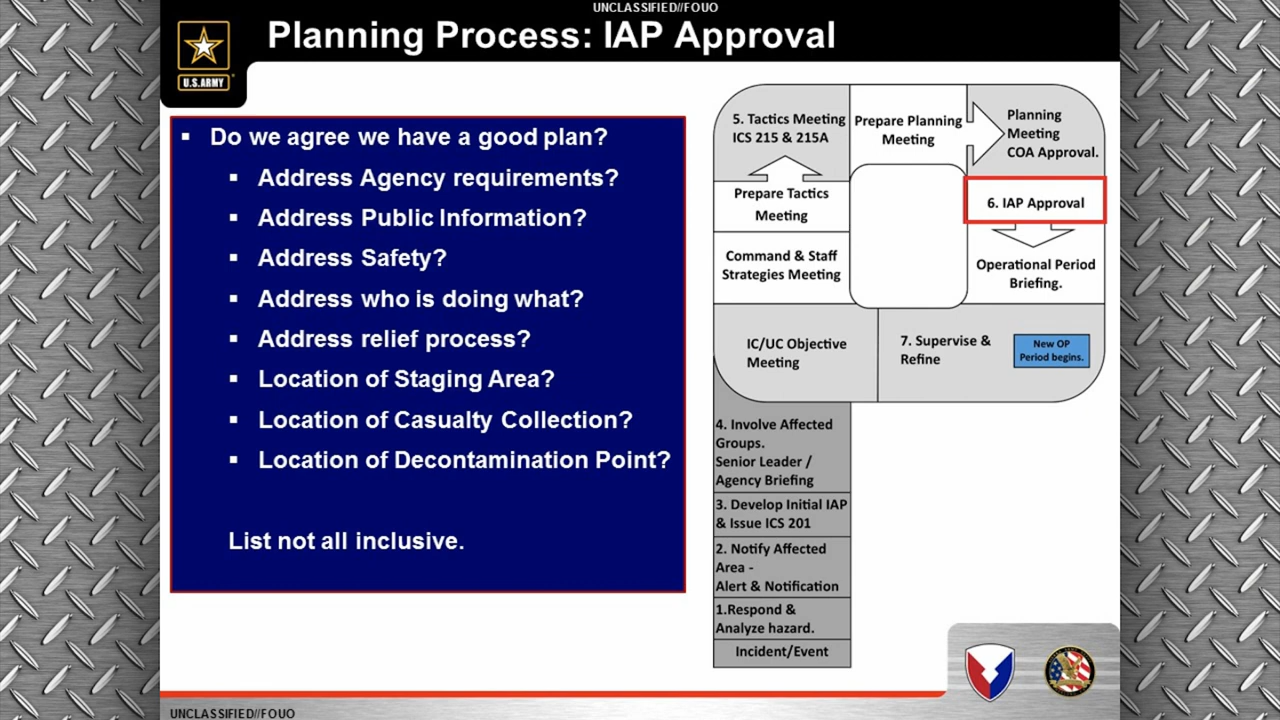 UNCLASSIFIED//FOUO
Planning Process: IAP Approval
U.S.ARMY
▪ Do we agree we have a good plan?
▪ Address Agency requirements?
▪ Address Public Information?
▪ Address Safety?
▪ Address who is doing what?
▪ Address relief process?
▪ Location of Staging Area?
▪ Location of Casualty Collection?
▪ Location of Decontamination Point?
List not all inclusive.
5. Tactics Meeting
ICS 215 & 215A
Prepare Planning
Meeting
Planning
Meeting
COA Approval.
Prepare Tactics
Meeting
6. IAP Approval
Command & Staff
Strategies Meeting
Operational Period
Briefing.
IC/UC Objective
Meeting
7. Supervise &
Refine
New OP
Period begins.
4. Involve Affected
Groups.
Senior Leader /
Agency Briefing
3. Develop Initial IAP
& Issue ICS 201
2. Notify Affected
Area -
Alert & Notification
1.Respond &
Analyze hazard.
Incident/Event
UNCLASSIFIED//FOUO